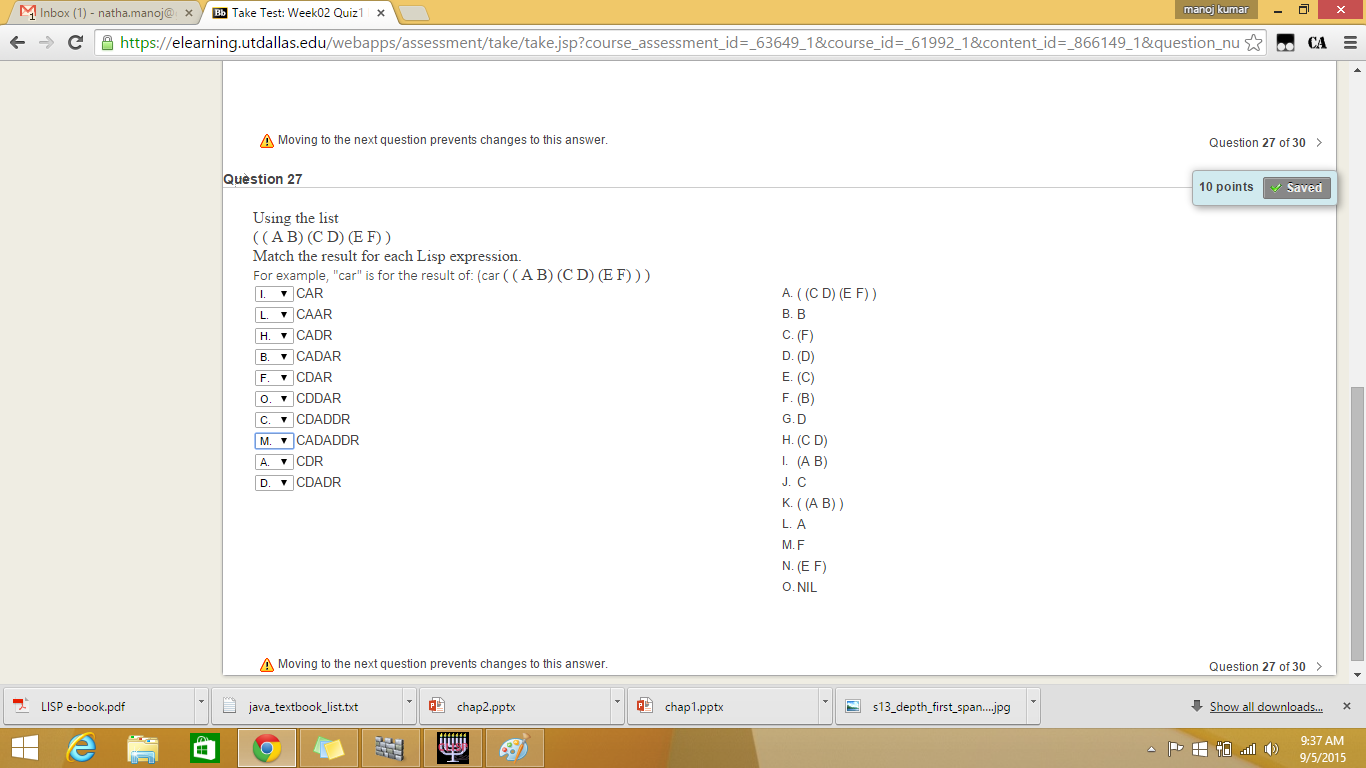 Inbox (1) - natha.manoj@
Take Test: Week02 Quiz1
manoj kumar
https://elearning.utdallas.edu/webapps/assessment/take/take.jsp?course_assessment_id=_63649_1&course_id=_61992_1&content_id=_866149_1&question_nu
CA
Moving to the next question prevents changes to this answer.
Question 27 of 30 >
Question 27
10 points
Saved
Using the list
( ( A B) (C D) (E F) )
Match the result for each Lisp expression.
For example, "car" is for the result of: (car ( ( A B) (C D) (E F) ) )
I. CAR
L. CAAR
H. CADR
B. CADAR
F. CDAR
O. CDDAR
C. CDADDR
M. CADADDR
A. CDR
D. CDADR
A. ( (C D) (E F) )
B. B
C. (F)
D. (D)
E. (C)
F. (B)
G. D
H. (C D)
I. (A B)
J. C
K. ( (A B) )
L. A
M. F
N. (E F)
O. NIL
Moving to the next question prevents changes to this answer.
Question 27 of 30 >
LISP e-book.pdf
java_textbook_list.txt
chap2.pptx
chap1.pptx
s13_depth_first_span....jpg
Show all downloads...
9:37 AM
9/5/2015